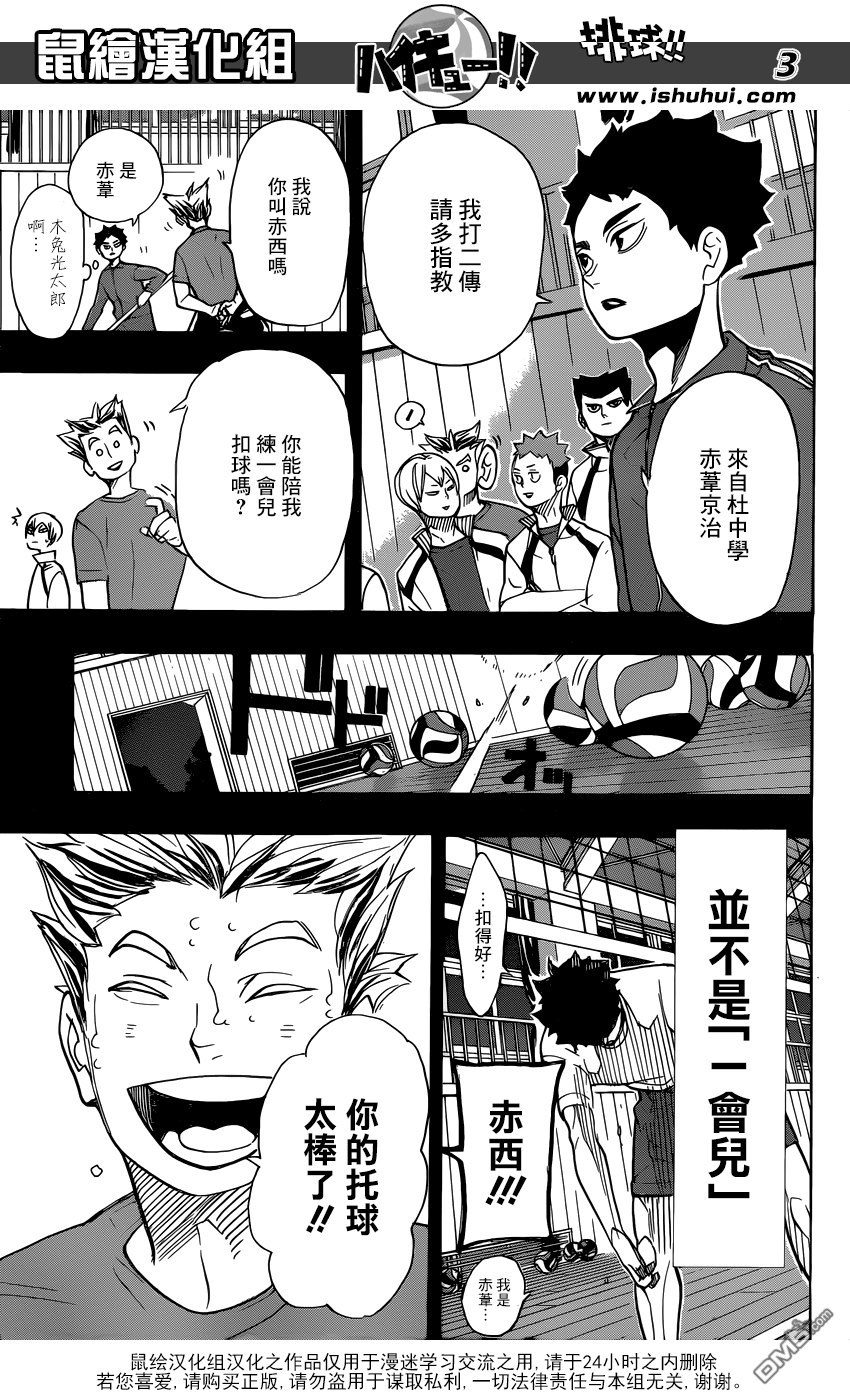 鼠繪漢化組
ハイキュー!!
排球!!
3
www.ishuhui.com
來自杜中學
赤葦京治
我打二傳
請多指教
我說
你叫赤西嗎
是
赤葦
木兔光太郎
啊…
你能陪我
練一會兒
扣球嗎?
ドド
オッ
並不是「一會兒」
…扣得好…
赤西!!!
我是
赤葦…
你的托球
太棒了!!
鼠绘汉化组汉化之作品仅用于漫迷学习交流之用, 请于24小时之内删除
若您喜爱, 请购买正版, 请勿盗用于谋取私利, 一切法律责任与本组无关, 谢谢.
DM5.com